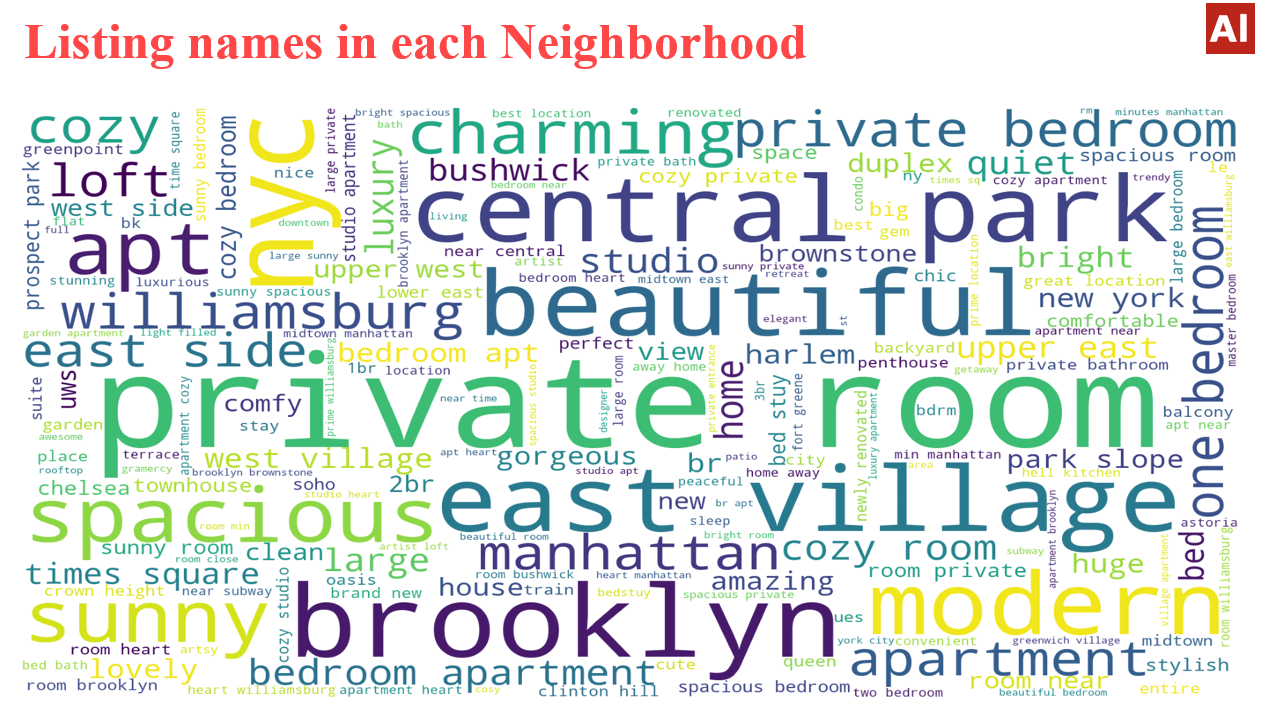 Listing names in each Neighborhood
AI
cozy
greenpoint
loft
west side
flat
bk
full
apt
stunning
luxurious
prospect park
time square
sunny bedroom
cozy bedroom
nyc
nice
downtown
large sunny
large private
studio apartment
bright spacious
bath
luxury
brooklyn apartment
best location
renovated
charming
private bedroom
rm
minutes manhattan
bushwick
private bath
space
duplex
quiet
spacious room
le
bedroom near
cozy private
condo
ny
times sq
cozy apartment
trendy
central park
living
big
best
gem
near central
artist
studio
brownstone
bright
large bedroom
east williamsburg
upper west
bedroom heart
midtown east
sunny private
retreat
chic
prime location
great location
sunny spacious
lower east
williamsburg
beautiful
elegant
st
new york
comfortable
apartment near
one bedroom
master bedroom
garden apartment
light filled
midtown manhattan
east side
bedroom apt
perfect
view
harlem
backyard
upper east
1br
location
away home
penthouse
getaway
private bathroom
suite
uws
prime williamsburg
private room
apartment cozy
comfy
near time
spacious studio
designer
large room
private entrance
home
3br
bed stuy
fort greene
newly renovated
luxury apartment
bdrm
balcony
apt near
garden
stay
awesome
place
terrace
west village
apt heart
gorgeous
br
patio
city
min manhattan
park slope
rooftop
gramercy
brooklyn brownstone
studio apt
home away
area
hell kitchen
chelsea
townhouse
soho
2br
peaceful
studio heart
spacious
east village
new
br apt
sleep
astoria
room min
beautiful room
bright room
apartment brooklyn
sunny room
clean
artist loft
large
manhattan
cozy room
subway
huge
bed
room close
times square
oasis
room bushwick
heart manhattan
amazing
room private
village apartment
room williamsburg
crown height
near subway
brand new
house
train
bedstuy
spacious private
sunny
cozy studio
brooklyn
ues
modern
york city
convenient
greenwich village
midtown
room heart
artsy
bed bath
lovely
bedroom apartment
cute
queen
apartment
stylish
room brooklyn
heart williamsburg
apartment heart
cosy
clinton hill
spacious bedroom
two bedroom
room near
beautiful bedroom
entire